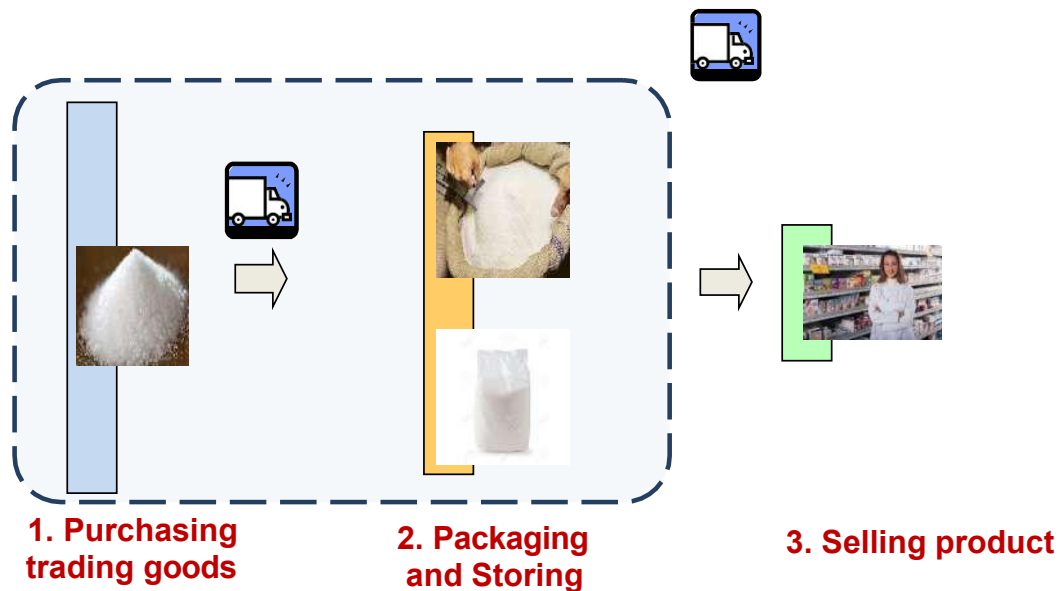 1. Purchasing
trading goods
2. Packaging
and Storing
3. Selling product